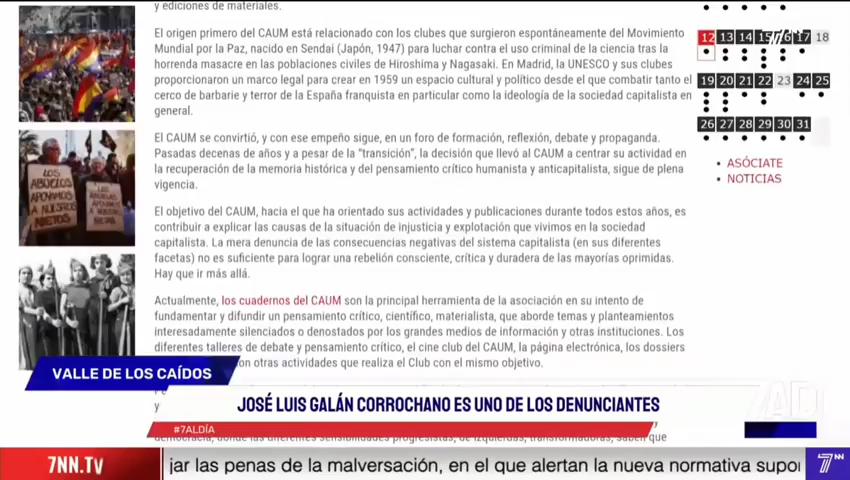 y ediciones de materiales.
El origen primero del CAUM está relacionado con los clubes que surgieron espontáneamente del Movimiento
Mundial por la Paz, nacido en Sendai (Japón, 1947) para luchar contra el uso criminal de la ciencia tras la
horrenda masacre en las poblaciones civiles de Hiroshima y Nagasaki. En Madrid, la UNESCO y sus clubes
proporcionaron un marco legal para crear en 1959 un espacio cultural y político desde el que combatir tanto el
cerco de barbarie y terror de la España franquista en particular como la ideología de la sociedad capitalista en
general.
El CAUM se convirtió, y con ese empeño sigue, en un foro de formación, reflexión, debate y propaganda.
Pasadas decenas de años y a pesar de la "transición", la decisión que llevó al CAUM a centrar su actividad en
la recuperación de la memoria histórica y del pensamiento crítico humanista y anticapitalista, sigue de plena
vigencia.
El objetivo del CAUM, hacia el que ha orientado sus actividades y publicaciones durante todos estos años, es
contribuir a explicar las causas de la situación de injusticia y explotación que vivimos en la sociedad
capitalista. La mera denuncia de las consecuencias negativas del sistema capitalista (en sus diferentes
facetas) no es suficiente para lograr una rebelión consciente, crítica y duradera de las mayorías oprimidas.
Hay que ir más allá.
Actualmente, los cuadernos del CAUM son la principal herramienta de la asociación en su intento de
fundamentar y difundir un pensamiento crítico, científico, materialista, que aborde temas y planteamientos
interesadamente silenciados o denostados por los grandes medios de información y otras instituciones. Los
diferentes talleres de debate y pensamiento crítico, el cine club del CAUM, la página electrónica, los dosieres
on otras actividades que realiza el Club con el mismo objetivo.
y
democracia, donde las diferentes sensibilidades progresistas, de izquierdas, transformadoras, saben que
12 13 14 15 16 17 18
19 20 21 22 23 24 25
26 27 28 29 30 31
ASÓCIATE
NOTICIAS
LOS
ABUELOS
APOYAMOS
A NUESTROS
NIETOS
VALLE DE LOS CAÍDOS
JOSÉ LUIS GALÁN CORROCHANO ES UNO DE LOS DENUNCIANTES
#7ALDÍA
7NN.Tv
jar las penas de la malversación, en el que alertan la nueva normativa supo
7NN